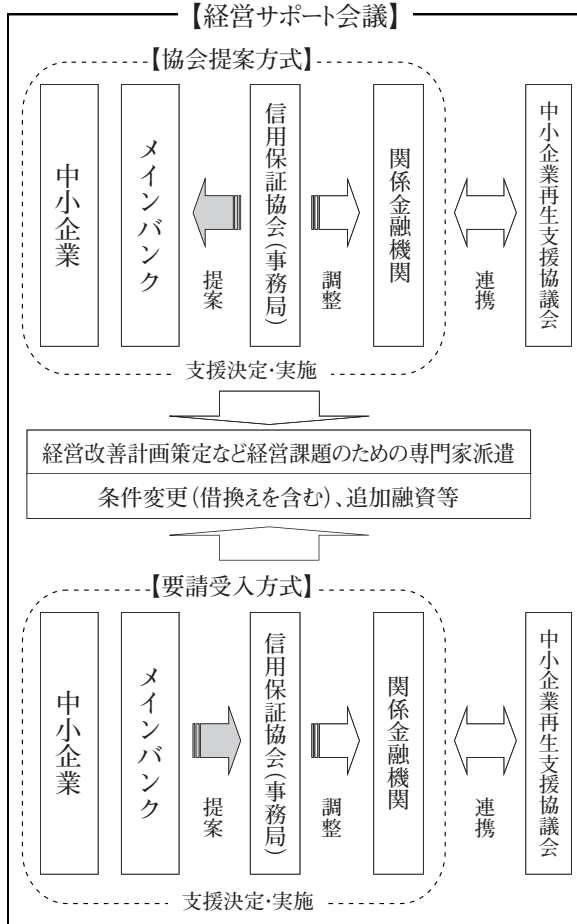 【経営サポート会議】
【協会提案方式】
中小企業
メインバンク
提案
信用保証協会(事務局)
調整
関係金融機関
連携
中小企業再生支援協議会
支援決定・実施
経営改善計画策定など経営課題のための専門家派遣
条件変更(借換えを含む)、追加融資等
【要請受入方式】
中小企業
メインバンク
提案
信用保証協会(事務局)
調整
関係金融機関
連携
中小企業再生支援協議会
支援決定・実施